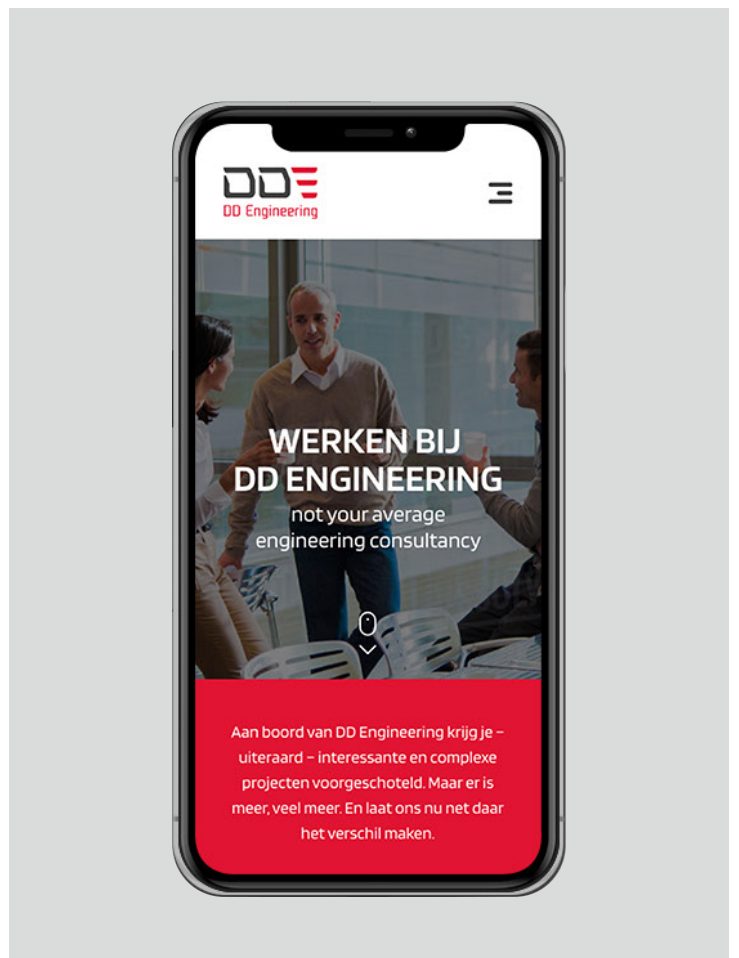 DDE
DD Engineering
WERKEN BIJ
DD ENGINEERING
not your average
engineering consultancy
Aan boord van DD Engineering krijg je –
uiteraard – interessante en complexe
projecten voorgeschoteld. Maar er is
meer, veel meer. En laat ons nu net daar
het verschil maken.